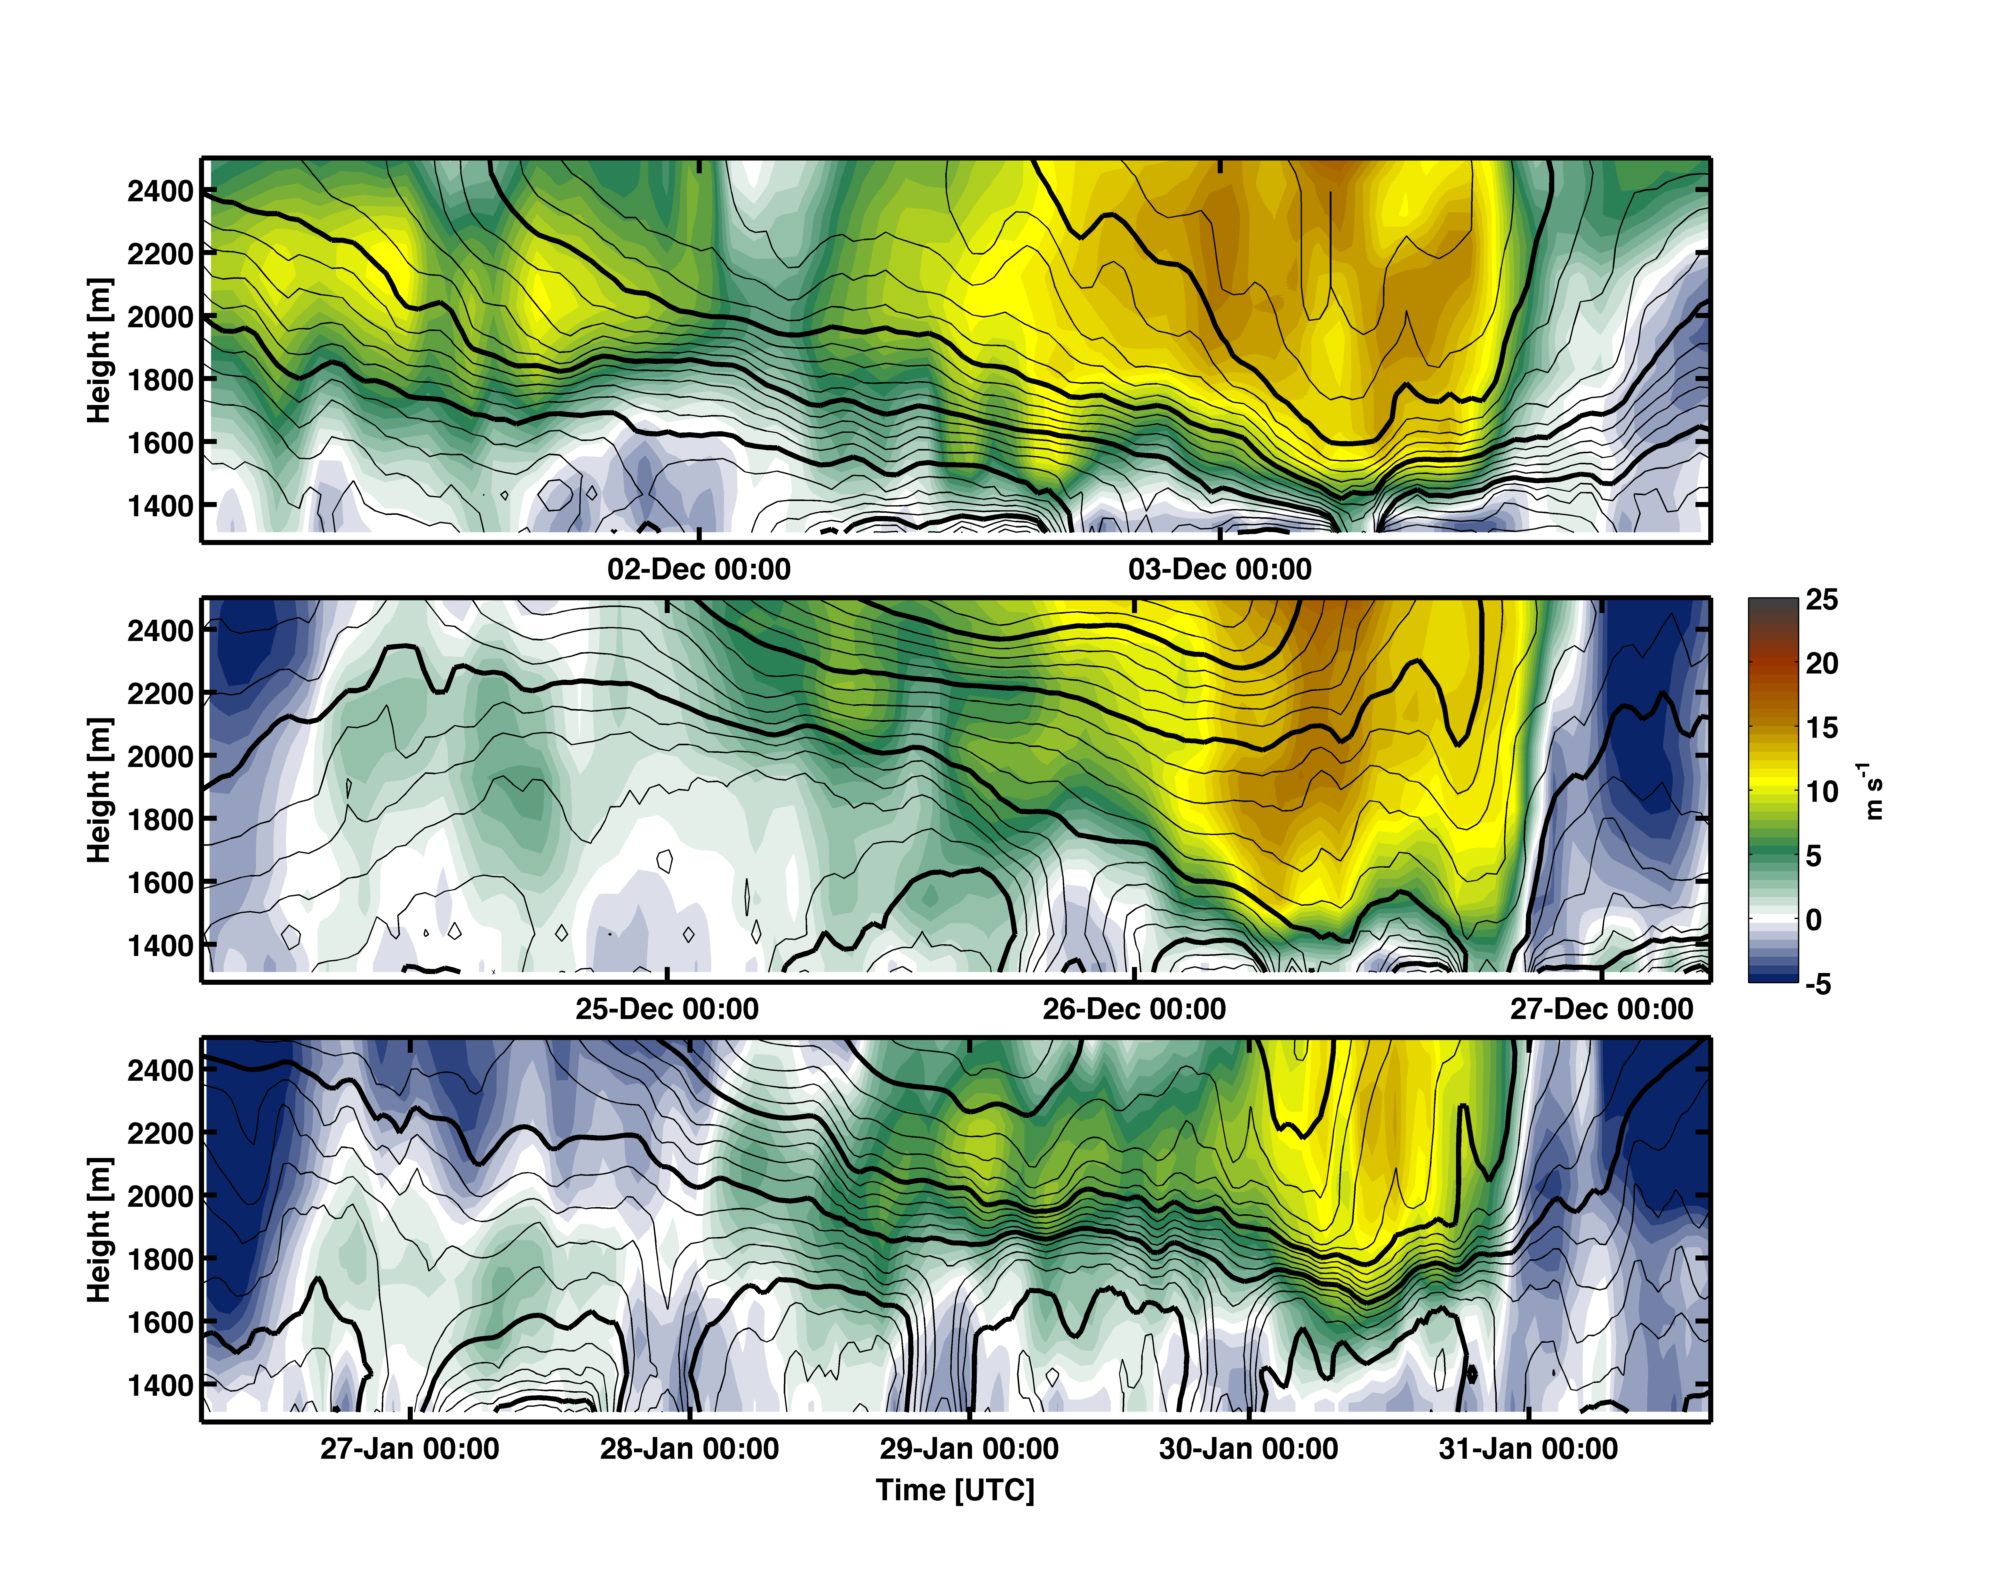 2400
2200
2000
1800
1600
1400
Height [m]
02-Dec 00:00
03-Dec 00:00
2400
2200
2000
1800
1600
1400
Height [m]
25-Dec 00:00
26-Dec 00:00
27-Dec 00:00
25
20
15
10
5
0
-5
m s⁻¹
2400
2200
2000
1800
1600
1400
Height [m]
27-Jan 00:00
28-Jan 00:00
29-Jan 00:00
30-Jan 00:00
31-Jan 00:00
Time [UTC]